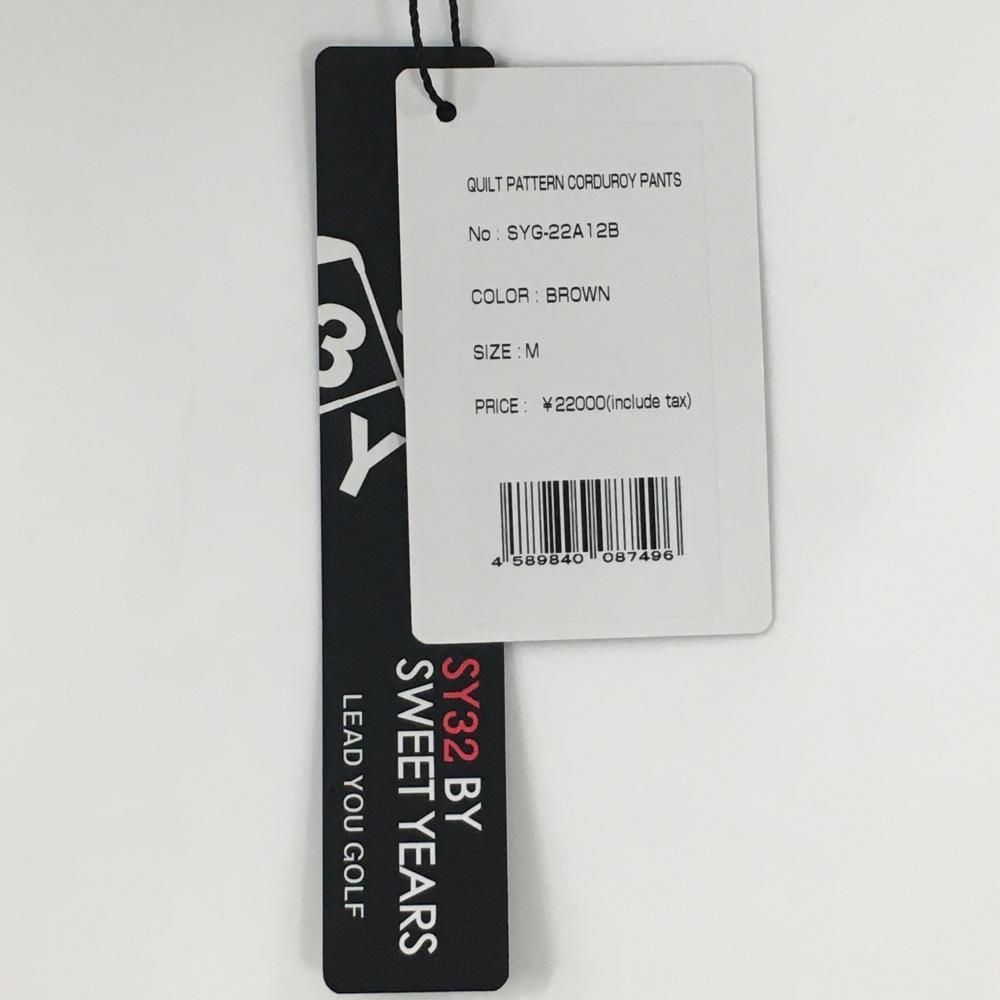 QUILT PATTERN CORDUROY PANTS
No : SYG-22A12B
COLOR : BROWN
SIZE : M
PRICE : ¥22000(include tax)
4 589840 087496
3
Y
SY32 BY
SWEET YEARS
LEAD YOU GOLF